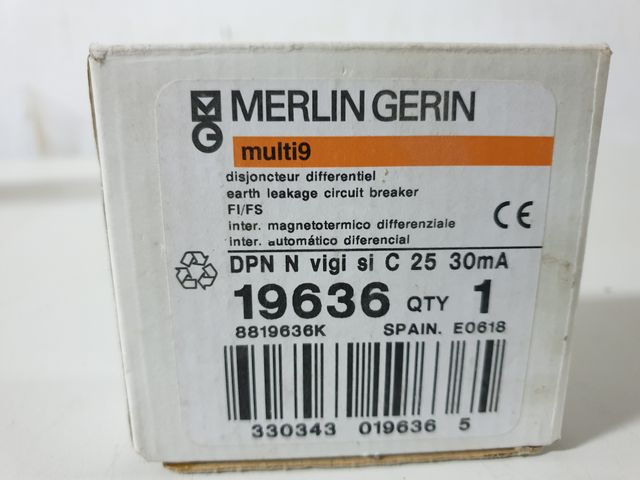 MG MERLIN GERIN
multi9
disjoncteur differentiel
earth leakage circuit breaker
FI/FS
inter. magnetotermico differenziale
inter. automático diferencial
CE
DPN N vigi si C 25 30mA
19636 QTY 1
8819636K SPAIN. E0618
330343 019636 5